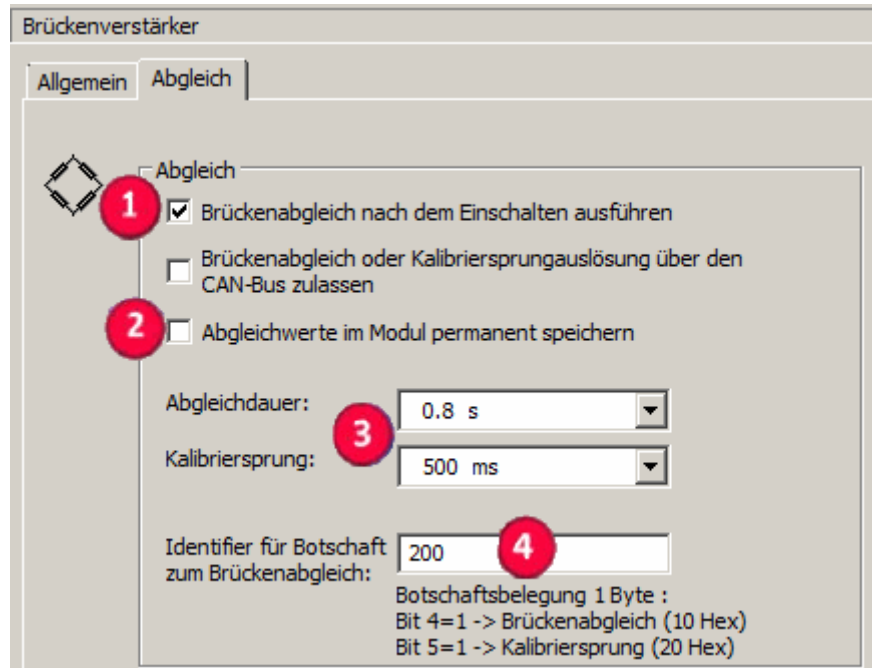 Brückenverstärker
Allgemein
Abgleich
Abgleich
1
Brückenabgleich nach dem Einschalten ausführen
Brückenabgleich oder Kalibriersprungauslösung über den
CAN-Bus zulassen
2
Abgleichwerte im Modul permanent speichern
Abgleichdauer:
0.8 s
3
Kalibriersprung:
500 ms
Identifier für Botschaft
zum Brückenabgleich:
200
4
Botschaftsbelegung 1 Byte :
Bit 4=1 -> Brückenabgleich (10 Hex)
Bit 5=1 -> Kalibriersprung (20 Hex)